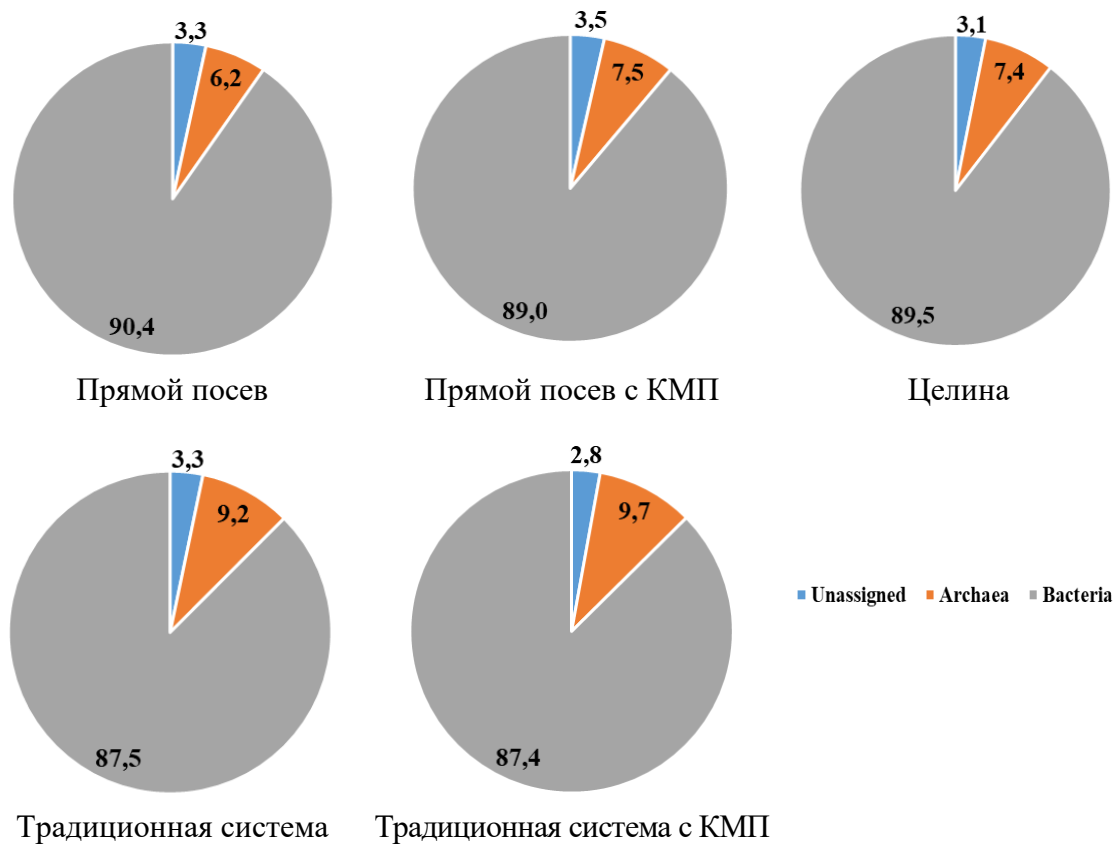 3,3
6,2
90,4
Прямой посев
3,5
7,5
89,0
Прямой посев с КМП
3,1
7,4
89,5
Целина
3,3
9,2
87,5
Традиционная система
2,8
9,7
87,4
Традиционная система с КМП
Unassigned Archaea Bacteria